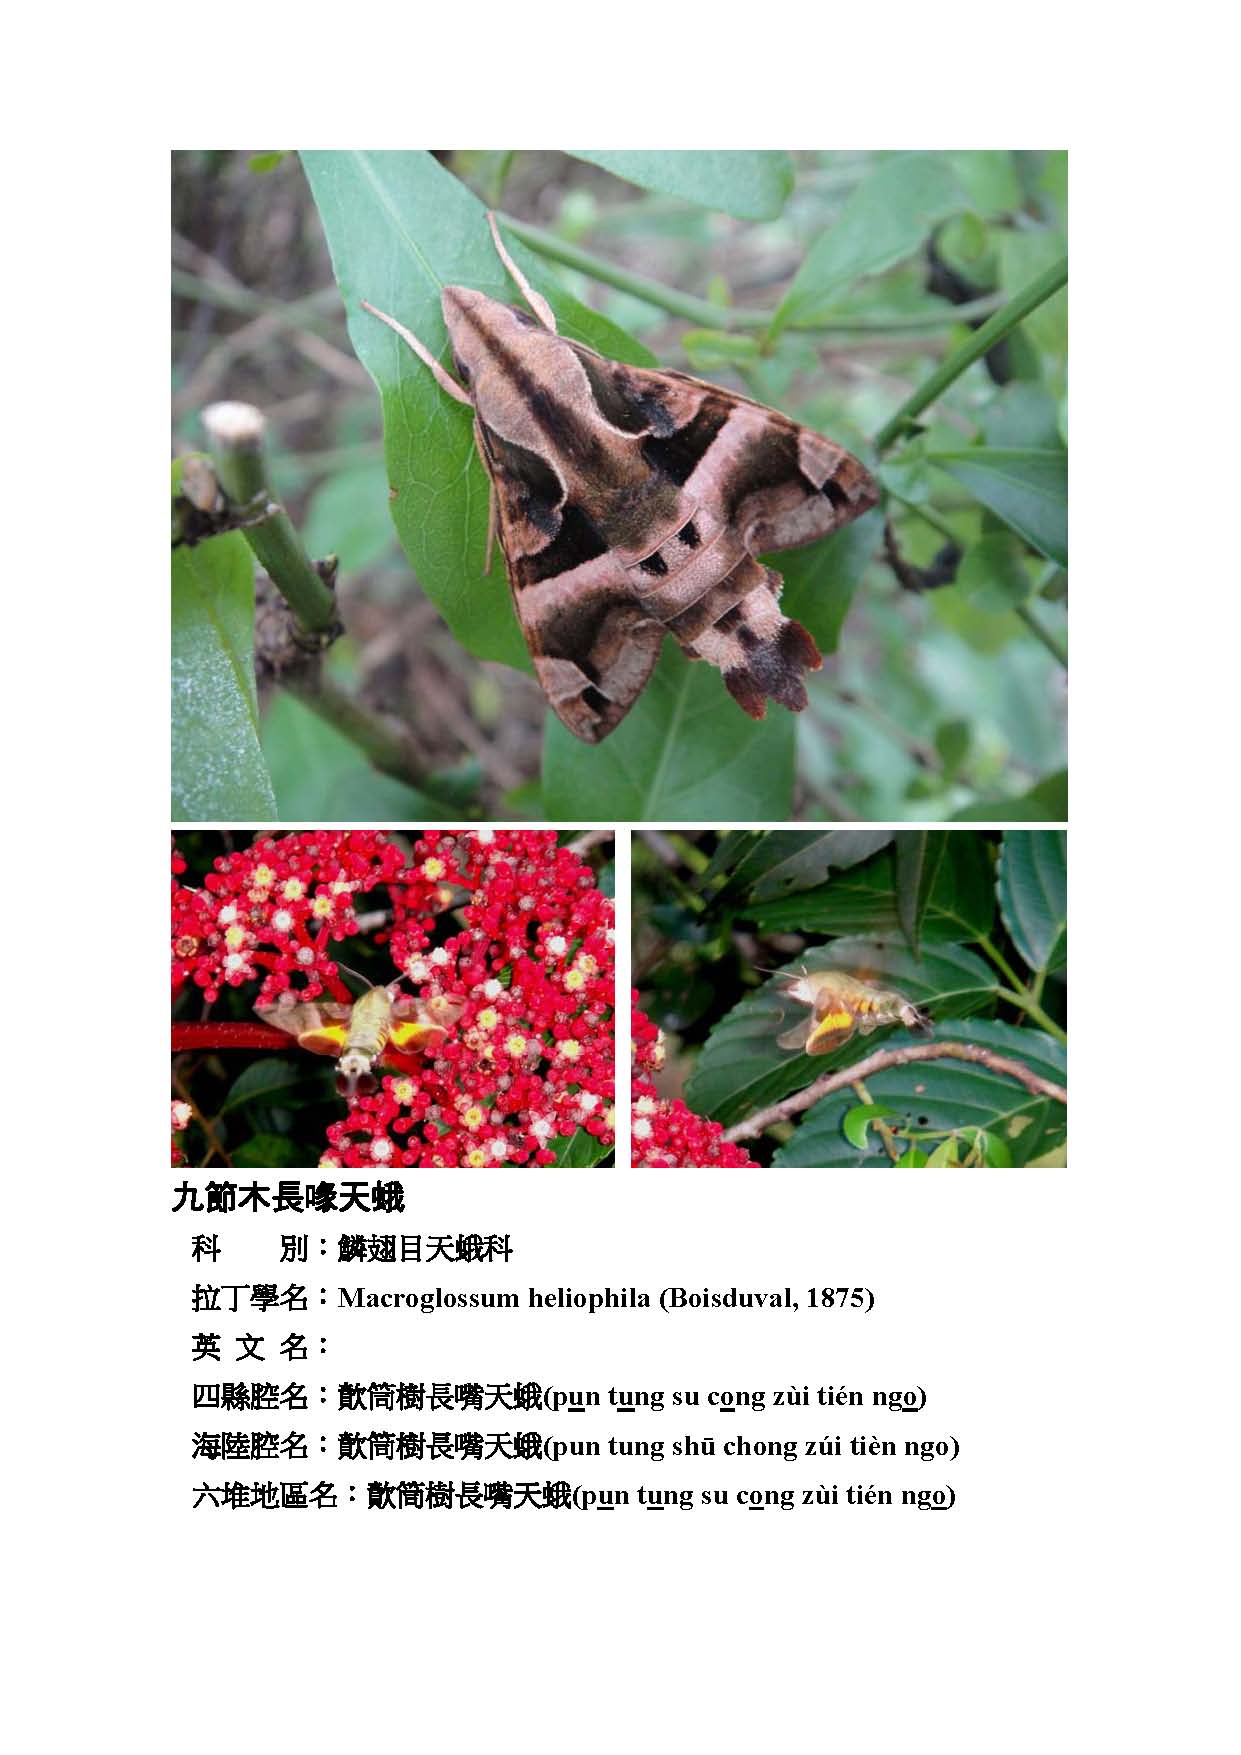 九節木長喙天蛾
科　　別：鱗翅目天蛾科
拉丁學名：Macroglossum heliophila (Boisduval, 1875)
英 文 名：
四縣腔名：歕筒樹長嘴天蛾(pun tung su cong zùi tién ngo)
海陸腔名：歕筒樹長嘴天蛾(pun tung shū chong zúi tièn ngo)
六堆地區名：歕筒樹長嘴天蛾(pun tung su cong zùi tién ngo)